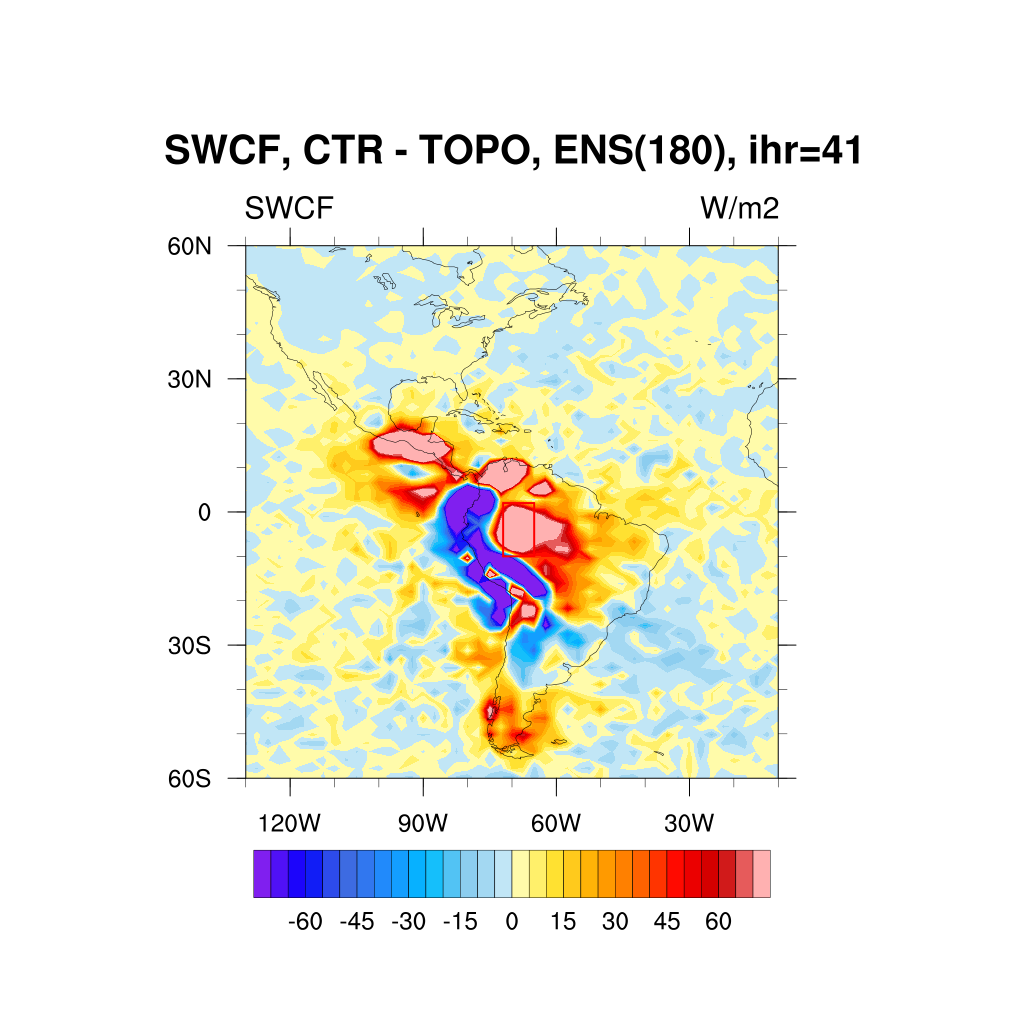 SWCF, CTR - TOPO, ENS(180), ihr=41
SWCF W/m2
60N
30N
0
30S
60S
120W 90W 60W 30W
-60 -45 -30 -15 0 15 30 45 60